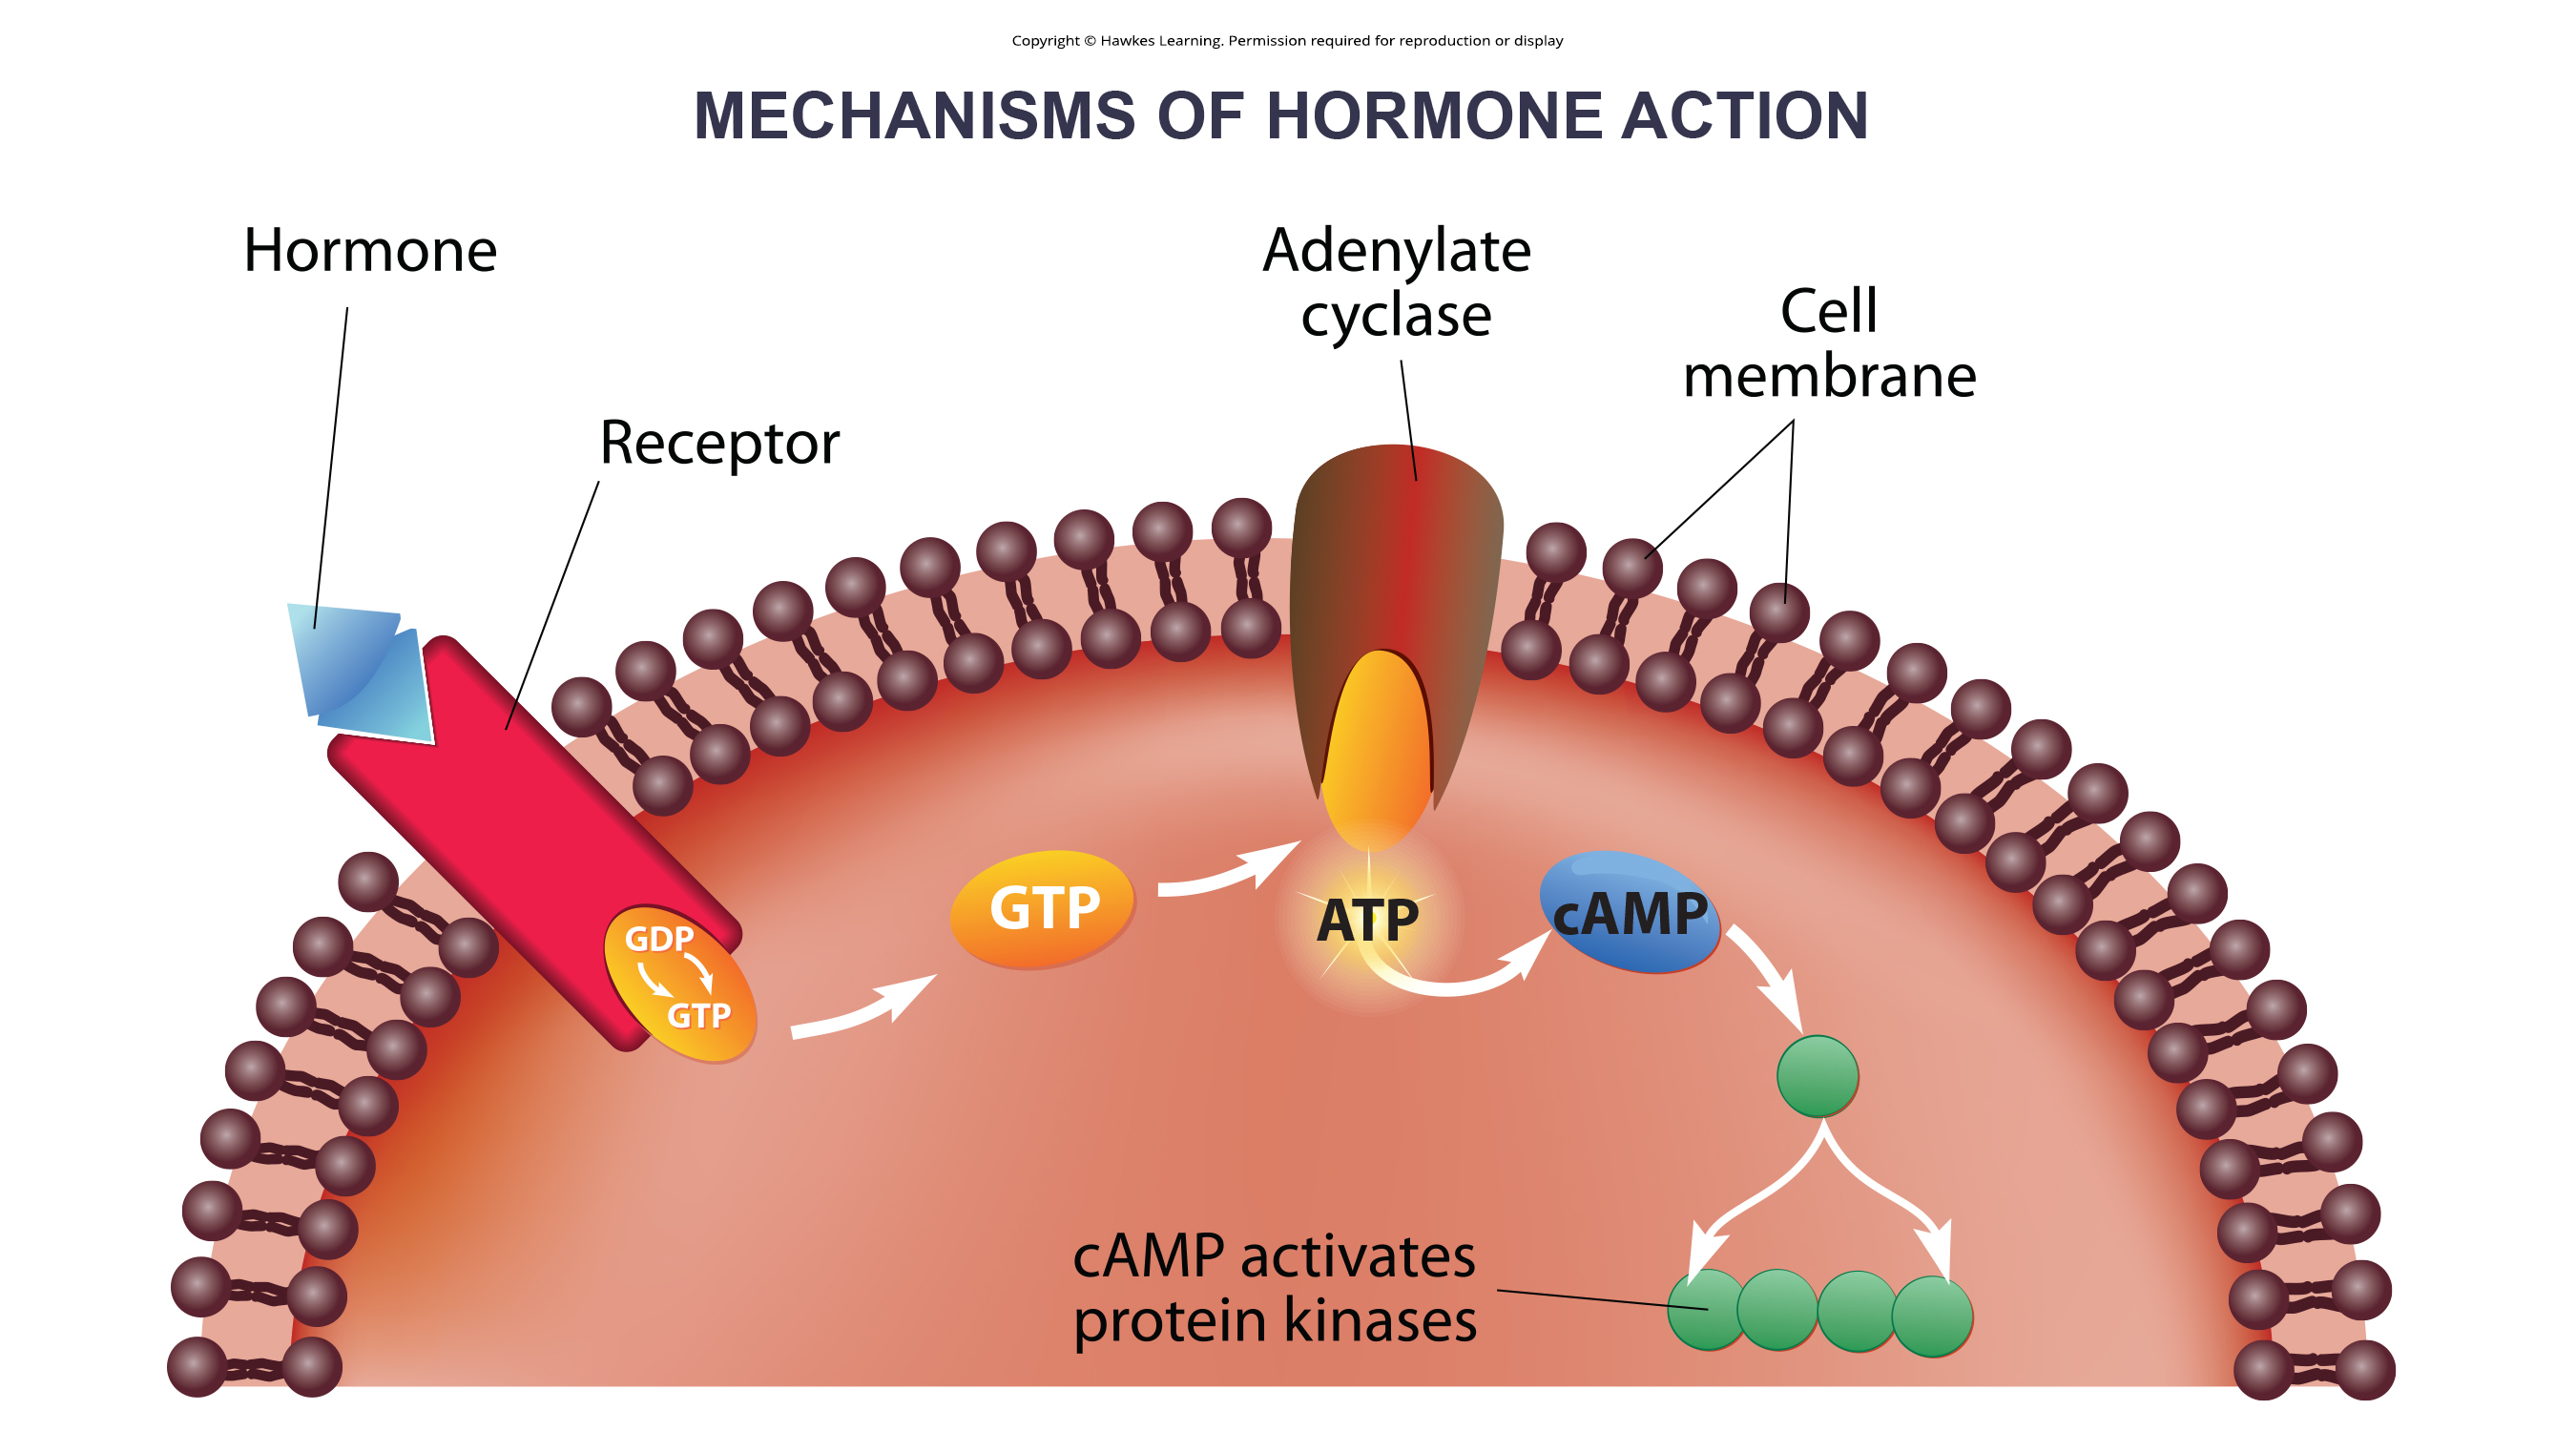 Copyright © Hawkes Learning. Permission required for reproduction or display
MECHANISMS OF HORMONE ACTION
Hormone
Adenylate
cyclase
Cell
membrane
Receptor
GTP
ATP
cAMP
GDP
GTP
cAMP activates
protein kinases